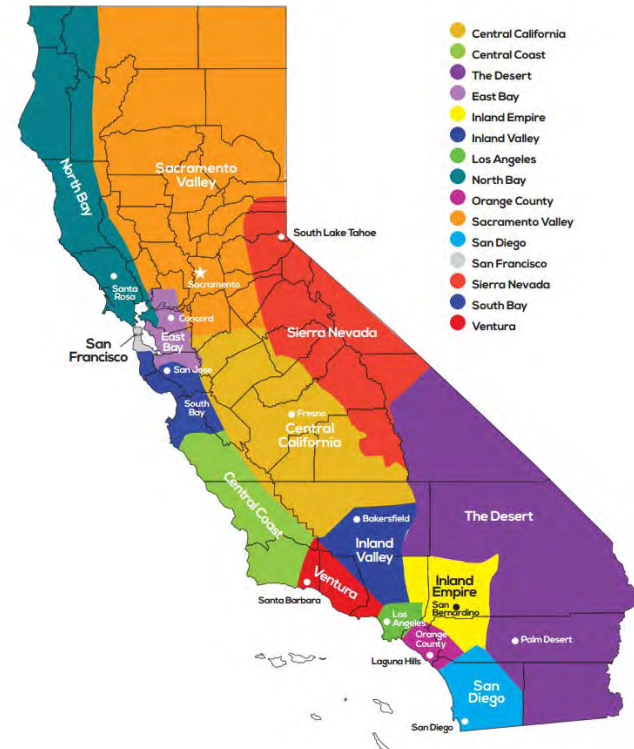 Central California
Central Coast
The Desert
East Bay
Inland Empire
Inland Valley
Los Angeles
North Bay
Orange County
Sacramento Valley
San Diego
San Francisco
Sierra Nevada
South Bay
Ventura
North Bay
Sacramento
Valley
South Lake Tahoe
Sacramento
Santa
Rosa
Concord
San
Francisco
East
Bay
Sierra Nevada
San Jose
South
Bay
Fresno
Central
California
Central Coast
The Desert
Bakersfield
Inland
Valley
Ventura
Inland
Empire
San
Bernardino
Santa Barbara
Los
Angeles
Orange
County
Palm Desert
Laguna Hills
San
Diego
San Diego